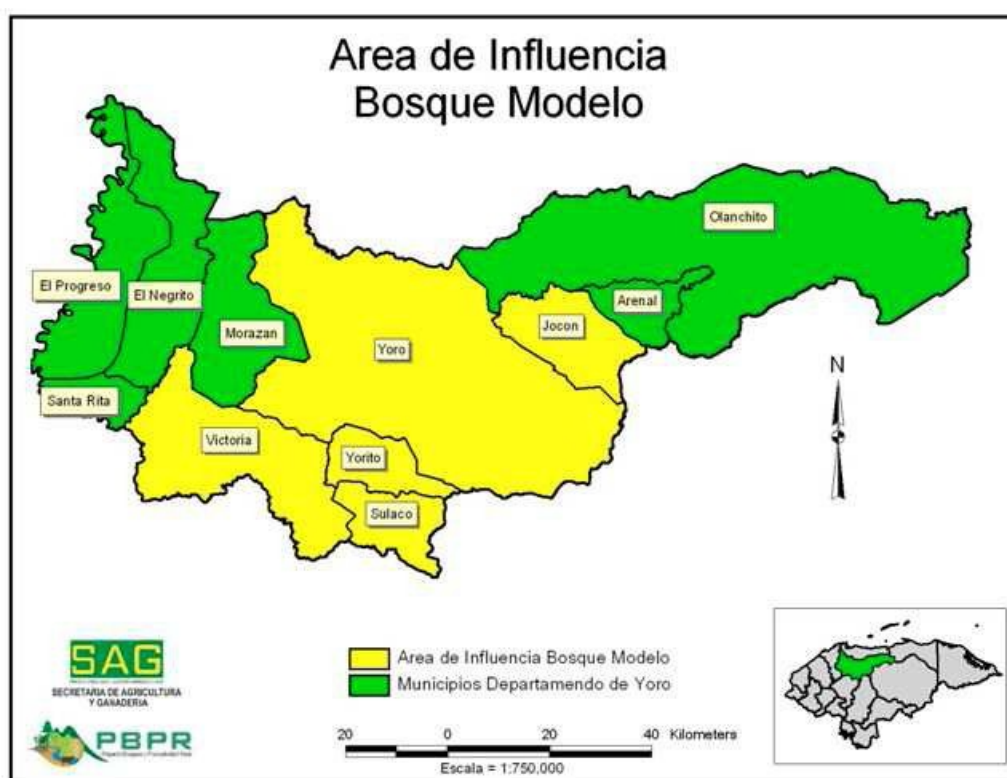 Area de Influencia
Bosque Modelo
Olanchito
El Progreso
El Negrito
Arenal
Jocon
Morazan
Yoro
Santa Rita
Victoria
Yorito
Sulaco
N
SAG
SECRETARIA DE AGRICULTURA
Y GANADERIA
PBPR
Area de Influencia Bosque Modelo
Municipios Departamendo de Yoro
20 0 20 40 Kilometers
Escala = 1:750,000